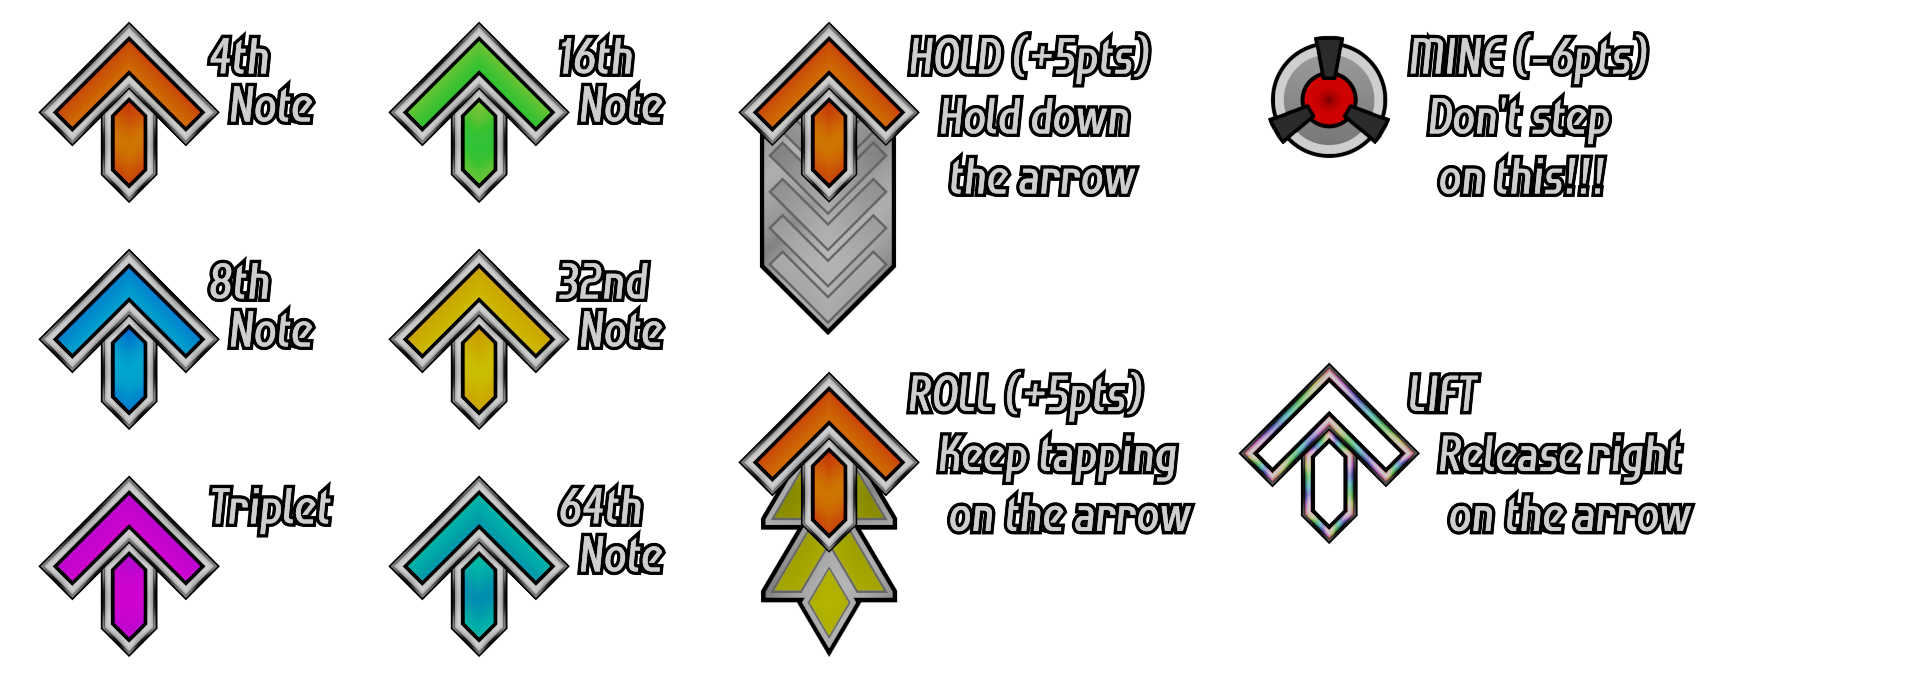 4th
Note
8th
Note
Triplet
16th
Note
32nd
Note
64th
Note
HOLD (+5pts)
Hold down
the arrow
ROLL (+5pts)
Keep tapping
on the arrow
MINE (-6pts)
Don't step
on this!!!
LIFT
Release right
on the arrow